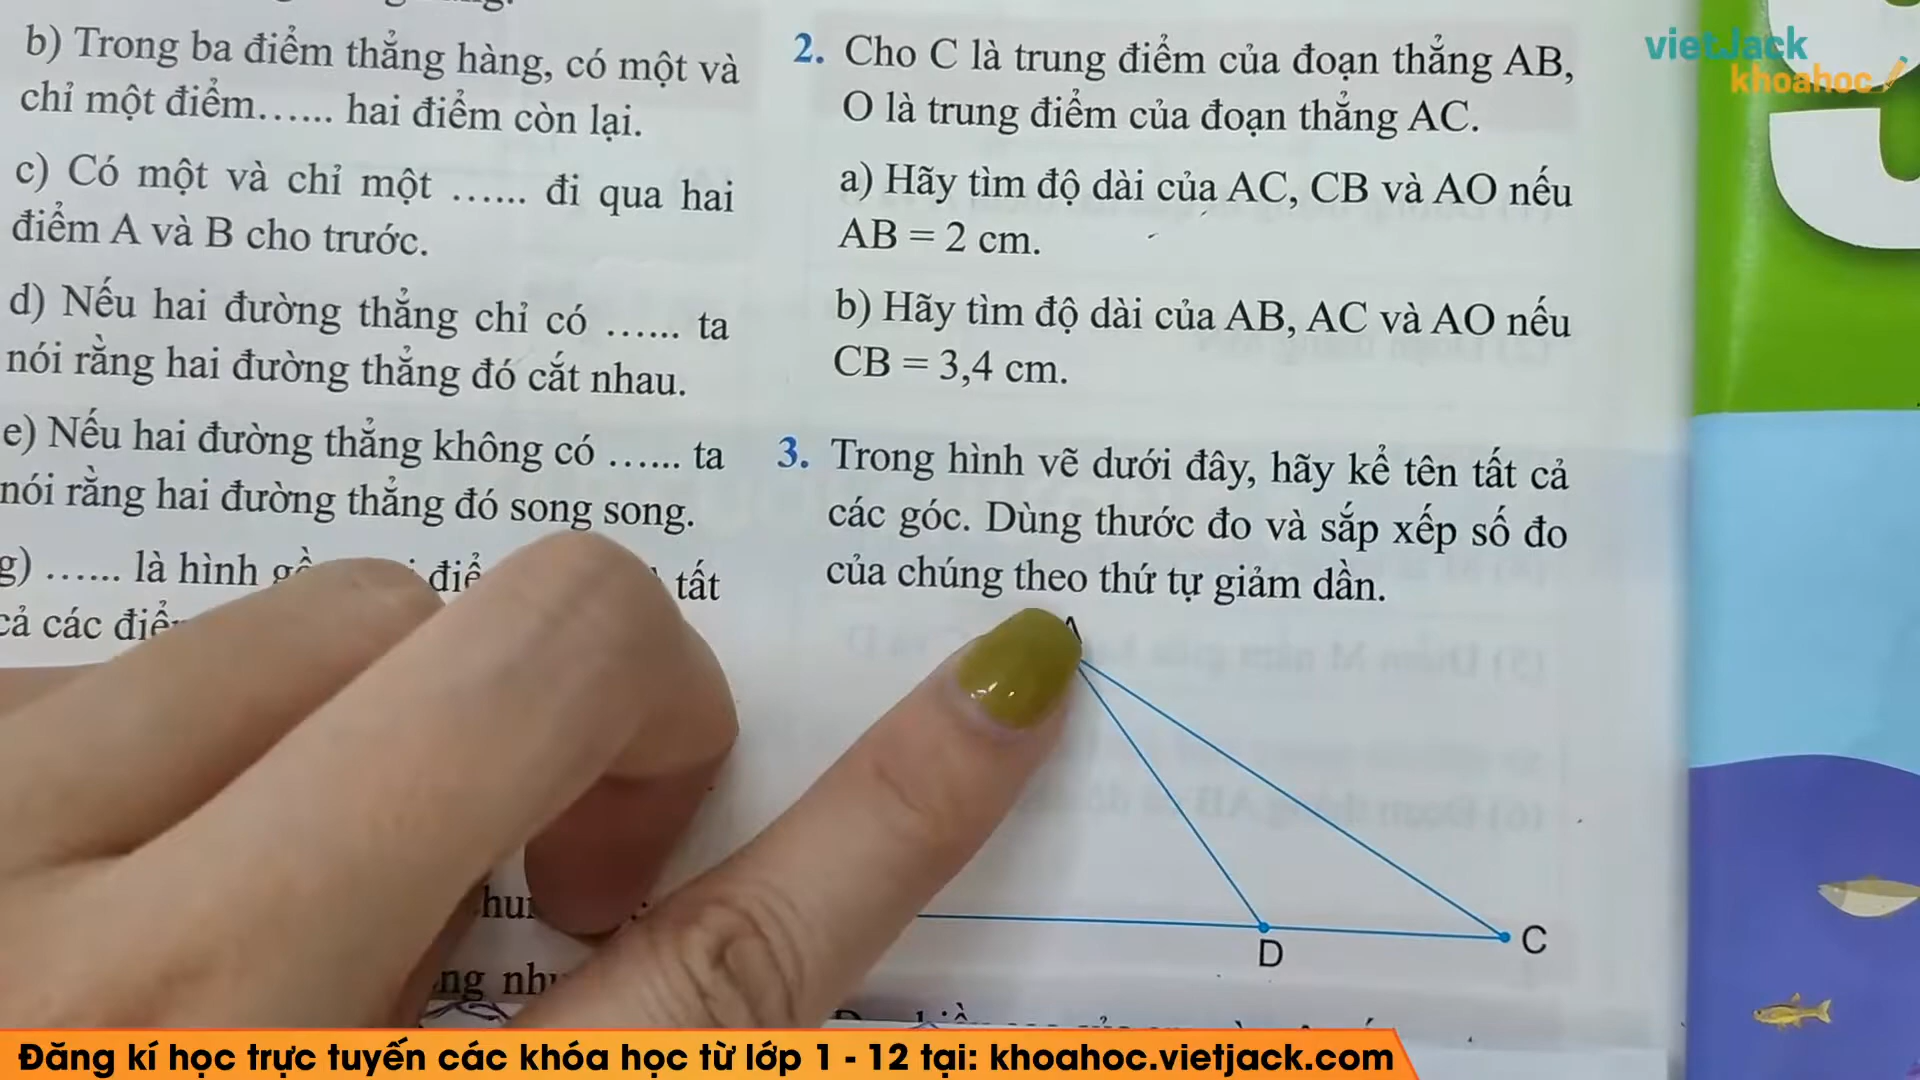 b) Trong ba điểm thẳng hàng, có một và
chỉ một điểm...... hai điểm còn lại.
c) Có một và chỉ một ...... đi qua hai
điểm A và B cho trước.
d) Nếu hai đường thẳng chỉ có ...... ta
nói rằng hai đường thẳng đó cắt nhau.
e) Nếu hai đường thẳng không có ...... ta
nói rằng hai đường thẳng đó song song.
g) ...... là hình tất
cả các
2. Cho C là trung điểm của đoạn thẳng AB,
O là trung điểm của đoạn thẳng AC.
a) Hãy tìm độ dài của AC, CB và AO nếu
AB = 2 cm.
b) Hãy tìm độ dài của AB, AC và AO nếu
CB = 3,4 cm.
3. Trong hình vẽ dưới đây, hãy kể tên tất cả
các góc. Dùng thước đo và sắp xếp số đo
của chúng theo thứ tự giảm dần.
D
C
vietJack
khoahoc
Đăng kí học trực tuyến các khóa học từ lớp 1 - 12 tại: khoahoc.vietjack.com